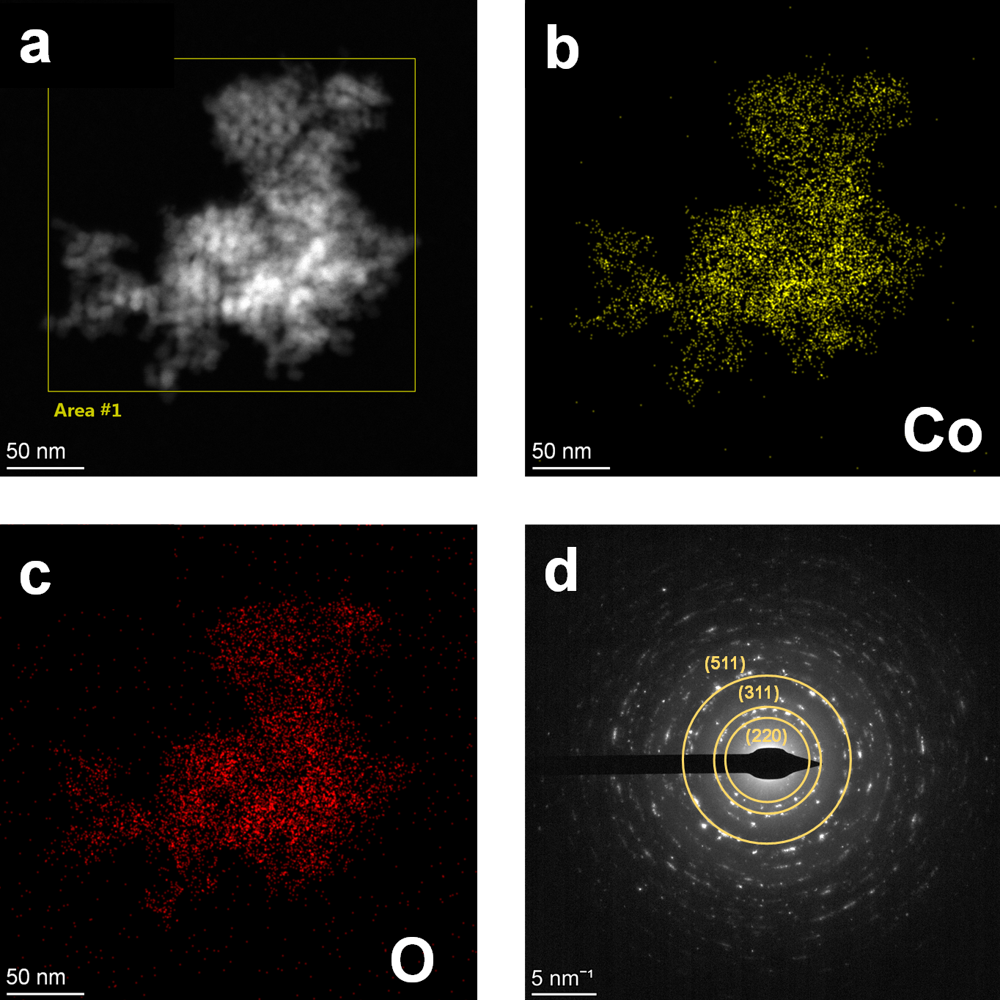 a
Area #1
50 nm
b
Co
50 nm
c
O
50 nm
d
(511)
(311)
(220)
5 nm⁻¹